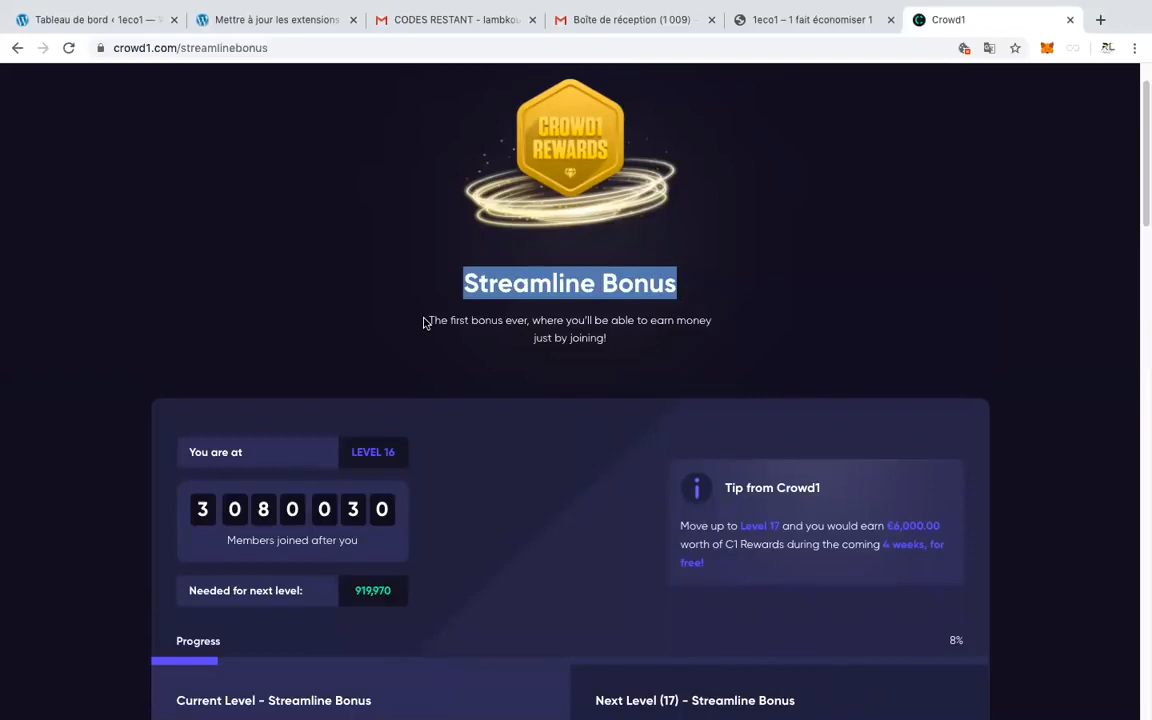 Tableau de bord ‹ 1eco1 —
Mettre à jour les extensions
CODES RESTANT - lambkou
Boîte de réception (1 009) -
1eco1 – 1 fait économiser 1
Crowd1
crowd1.com/streamlinebonus
CROWD1
REWARDS
Streamline Bonus
The first bonus ever, where you'll be able to earn money
just by joining!
You are at
LEVEL 16
3 0 8 0 0 3 0
Members joined after you
Needed for next level:
919,970
Tip from Crowd1
Move up to Level 17 and you would earn €6,000.00
worth of C1 Rewards during the coming 4 weeks, for
free!
Progress
8%
Current Level - Streamline Bonus
Next Level (17) - Streamline Bonus